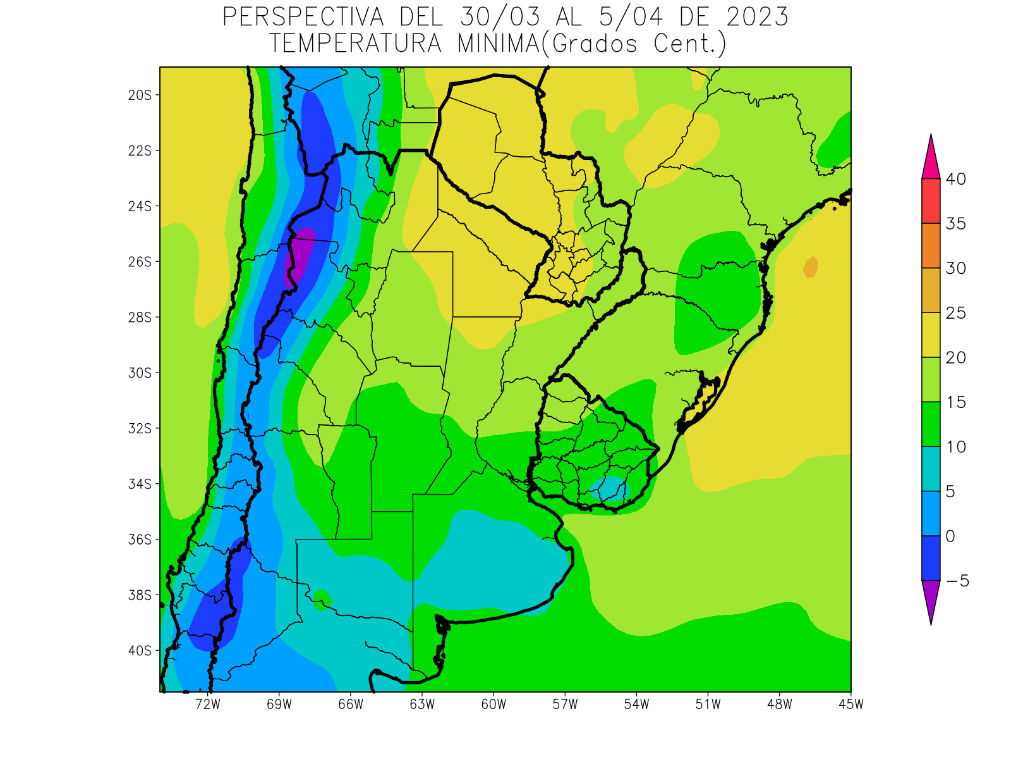 PERSPECTIVA DEL 30/03 AL 5/04 DE 2023
TEMPERATURA MINIMA(Grados Cent.)
20S
22S
24S
26S
28S
30S
32S
34S
36S
38S
40S
72W 69W 66W 63W 60W 57W 54W 51W 48W 45W
40
35
30
25
20
15
10
5
0
−5